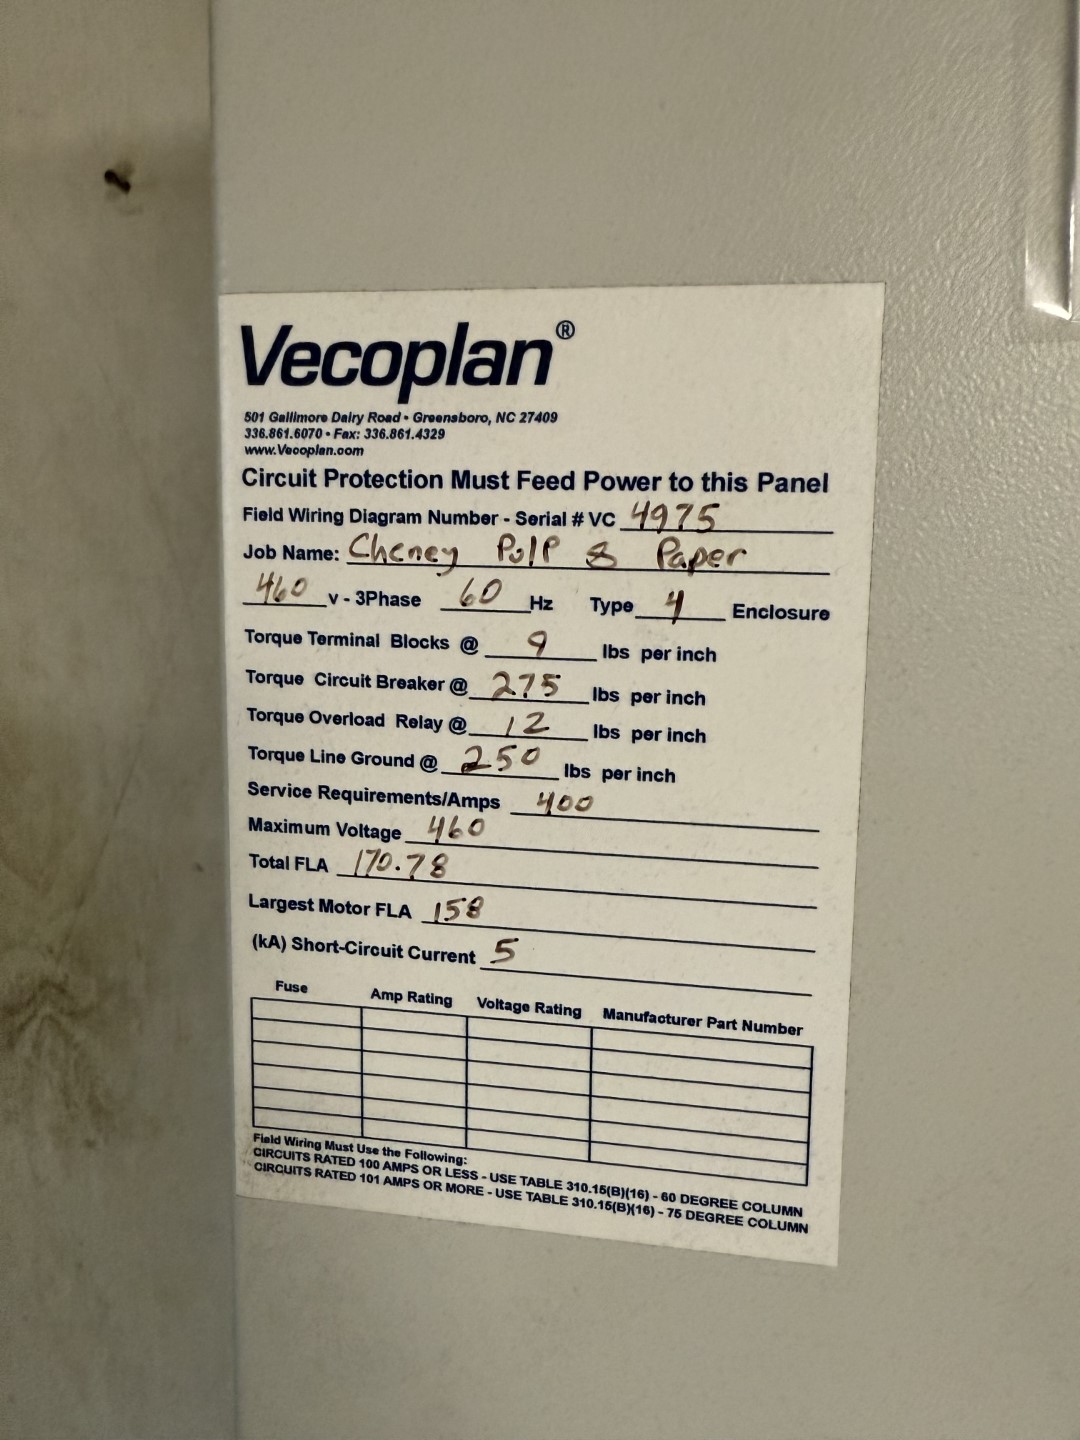 Vecoplan®
501 Gallimore Dairy Road • Greensboro, NC 27409
336.861.6070 • Fax: 336.861.4329
www.Vecoplan.com
Circuit Protection Must Feed Power to this Panel
Field Wiring Diagram Number - Serial # VC 4975
Job Name: Cheney Pulp & Paper
460 v - 3Phase 60 Hz Type 4 Enclosure
Torque Terminal Blocks @ 9 lbs per inch
Torque Circuit Breaker @ 275 lbs per inch
Torque Overload Relay @ 12 lbs per inch
Torque Line Ground @ 250 lbs per inch
Service Requirements/Amps 400
Maximum Voltage 460
Total FLA 170.78
Largest Motor FLA 158
(kA) Short-Circuit Current 5
Fuse Amp Rating Voltage Rating Manufacturer Part Number
Field Wiring Must Use the Following:
CIRCUITS RATED 100 AMPS OR LESS - USE TABLE 310.15(B)(16) - 60 DEGREE COLUMN
CIRCUITS RATED 101 AMPS OR MORE - USE TABLE 310.15(B)(16) - 75 DEGREE COLUMN